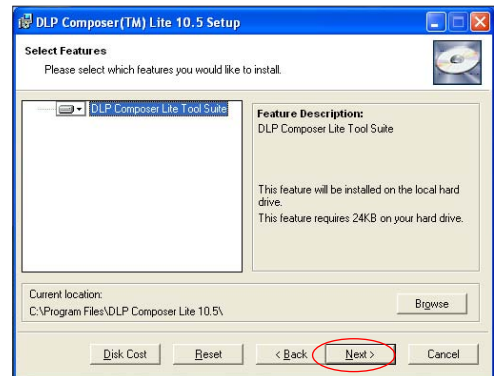 DLP Composer(TM) Lite 10.5 Setup
Select Features
Please select which features you would like to install.
DLP Composer Lite Tool Suite
Feature Description:
DLP Composer Lite Tool Suite
This feature will be installed on the local hard
drive.
This feature requires 24KB on your hard drive.
Current location:
C:\Program Files\DLP Composer Lite 10.5\
Browse
Disk Cost
Reset
< Back
Next >
Cancel